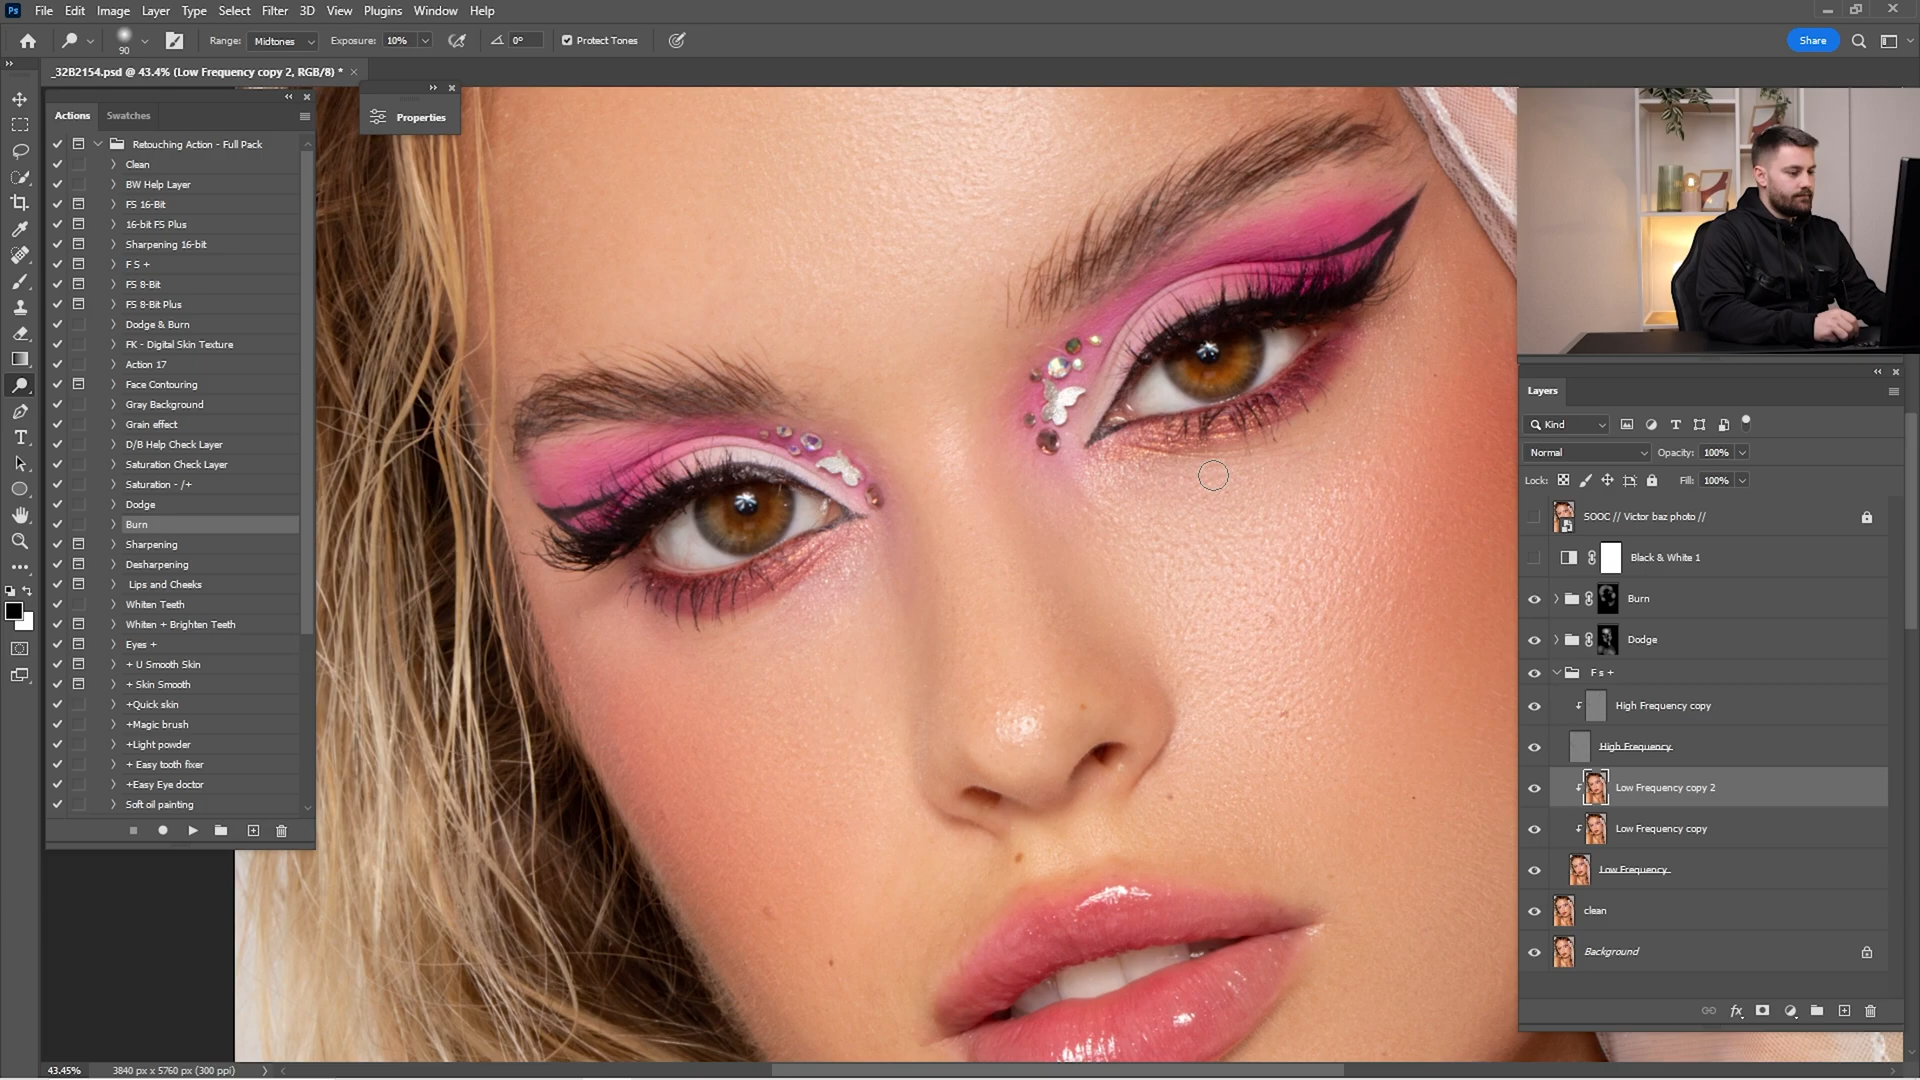 Ps File Edit Image Layer Type Select Filter 3D View Plugins Window Help
90 Range: Midtones Exposure: 10% 0° Protect Tones Share
_32B2154.psd @ 43.4% (Low Frequency copy 2, RGB/8) *
Actions Swatches
Properties
Retouching Action - Full Pack
Clean
BW Help Layer
FS 16-Bit
16-bit FS Plus
Sharpening 16-bit
F S +
FS 8-Bit
FS 8-Bit Plus
Dodge & Burn
FK - Digital Skin Texture
Action 17
Face Contouring
Gray Background
Grain effect
D/B Help Check Layer
Saturation Check Layer
Saturation - /+
Dodge
Burn
Sharpening
Desharpening
Lips and Cheeks
Whiten Teeth
Whiten + Brighten Teeth
Eyes +
+ U Smooth Skin
+ Skin Smooth
+Quick skin
+Magic brush
+Light powder
+ Easy tooth fixer
+Easy Eye doctor
Soft oil painting
Layers
Kind
Normal Opacity: 100%
Lock: Fill: 100%
SOOC // Victor baz photo //
Black & White 1
Burn
Dodge
F s +
High Frequency copy
High Frequency
Low Frequency copy 2
Low Frequency copy
Low Frequency
clean
Background
fx
43.45% 3840 px x 5760 px (300 ppi)